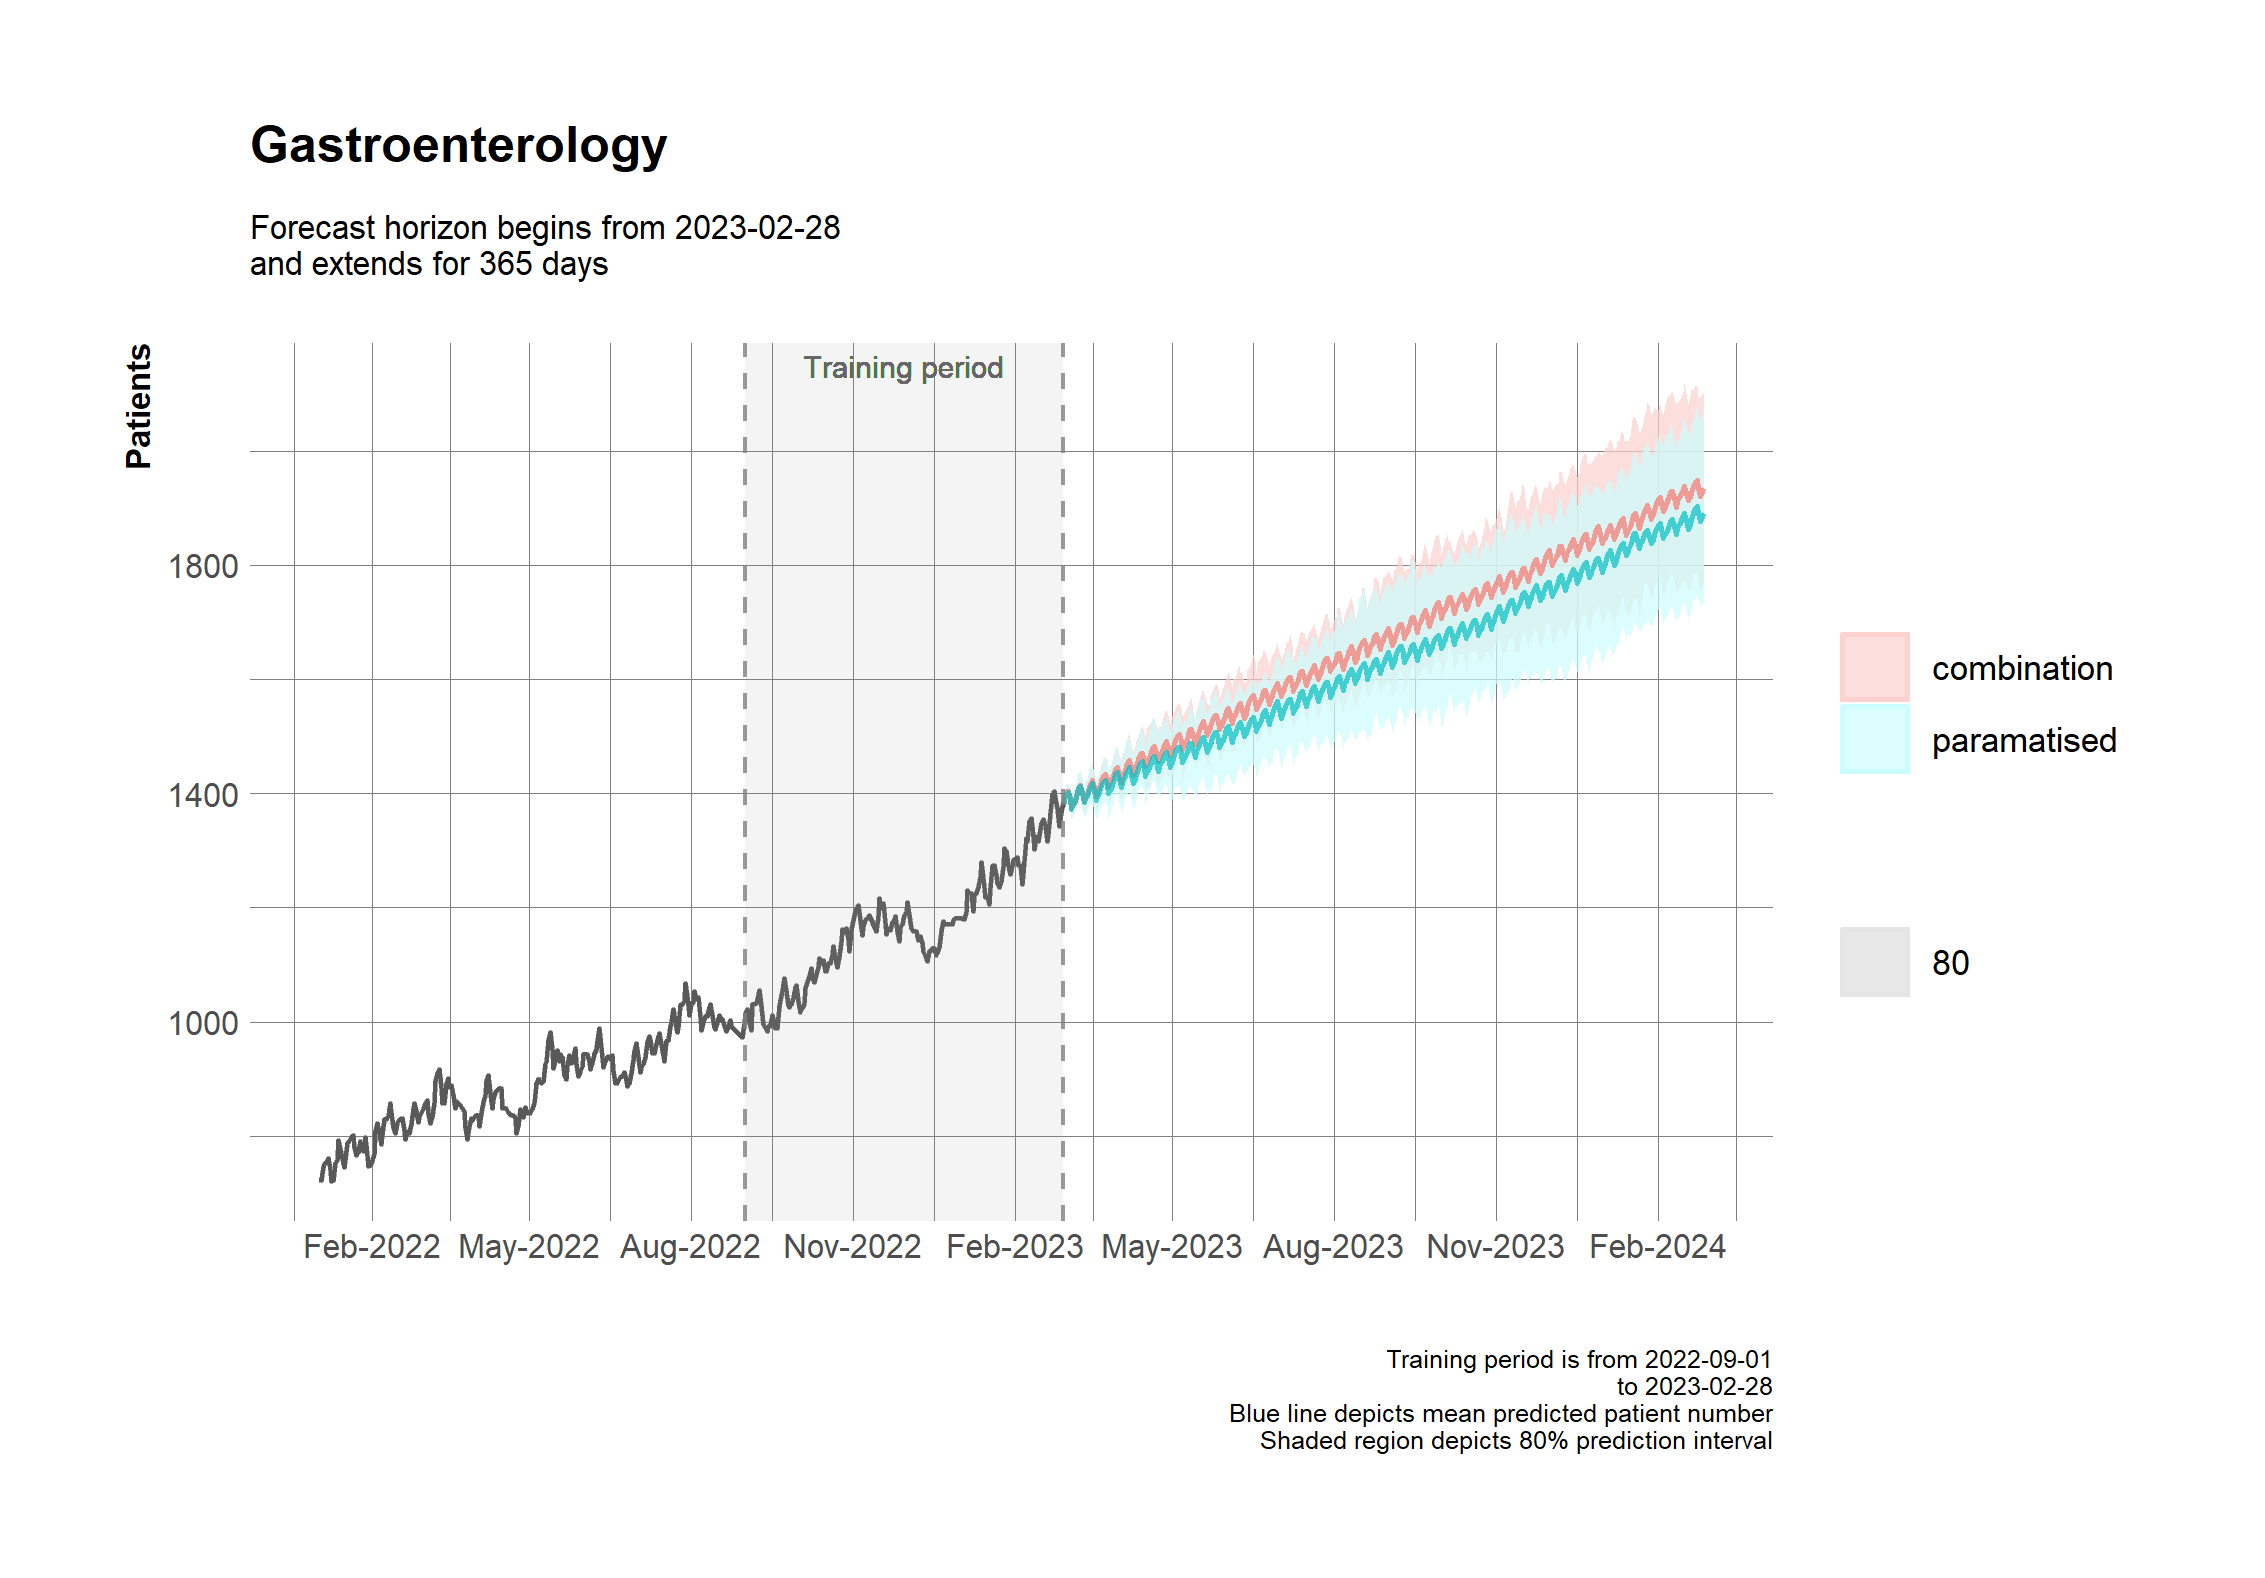 Gastroenterology
Forecast horizon begins from 2023-02-28
and extends for 365 days
Patients
Training period
1800
1400
1000
Feb-2022
May-2022
Aug-2022
Nov-2022
Feb-2023
May-2023
Aug-2023
Nov-2023
Feb-2024
combination
paramatised
80
Training period is from 2022-09-01
to 2023-02-28
Blue line depicts mean predicted patient number
Shaded region depicts 80% prediction interval